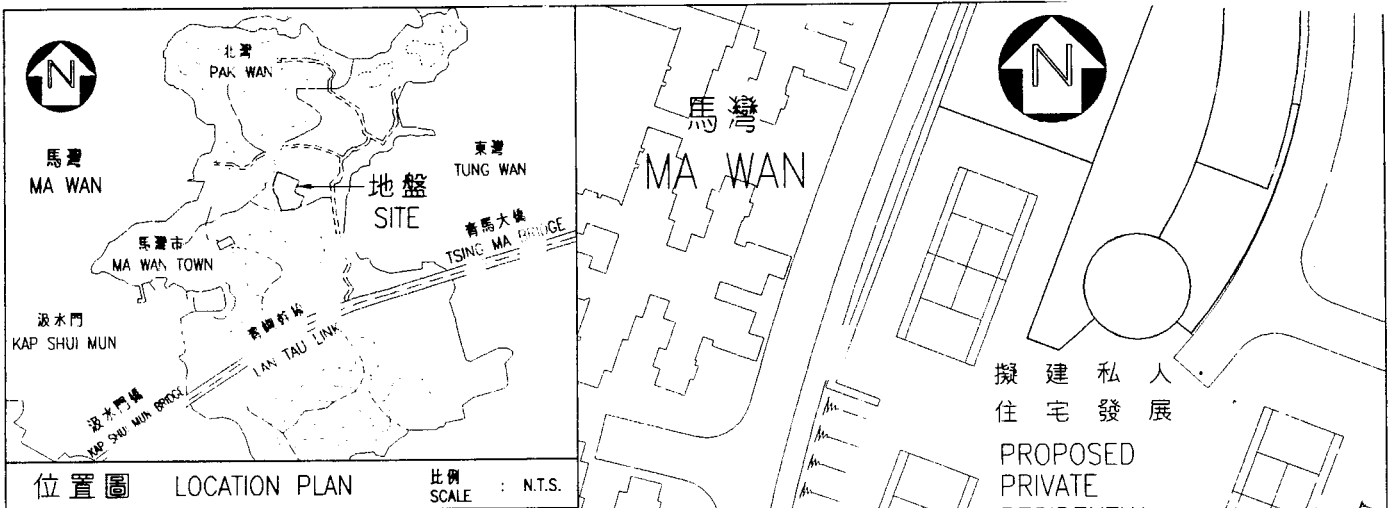 N
北灣
PAK WAN
馬灣
MA WAN
東灣
TUNG WAN
地盤
SITE
青馬大橋
TSING MA BRIDGE
馬灣市
MA WAN TOWN
汲水門
KAP SHUI MUN
青嶼幹線
LAN TAU LINK
汲水門橋
KAP SHUI MUN BRIDGE
位置圖 LOCATION PLAN 比例
SCALE : N.T.S.
馬灣
MA WAN
N
擬建私人
住宅發展
PROPOSED
PRIVATE